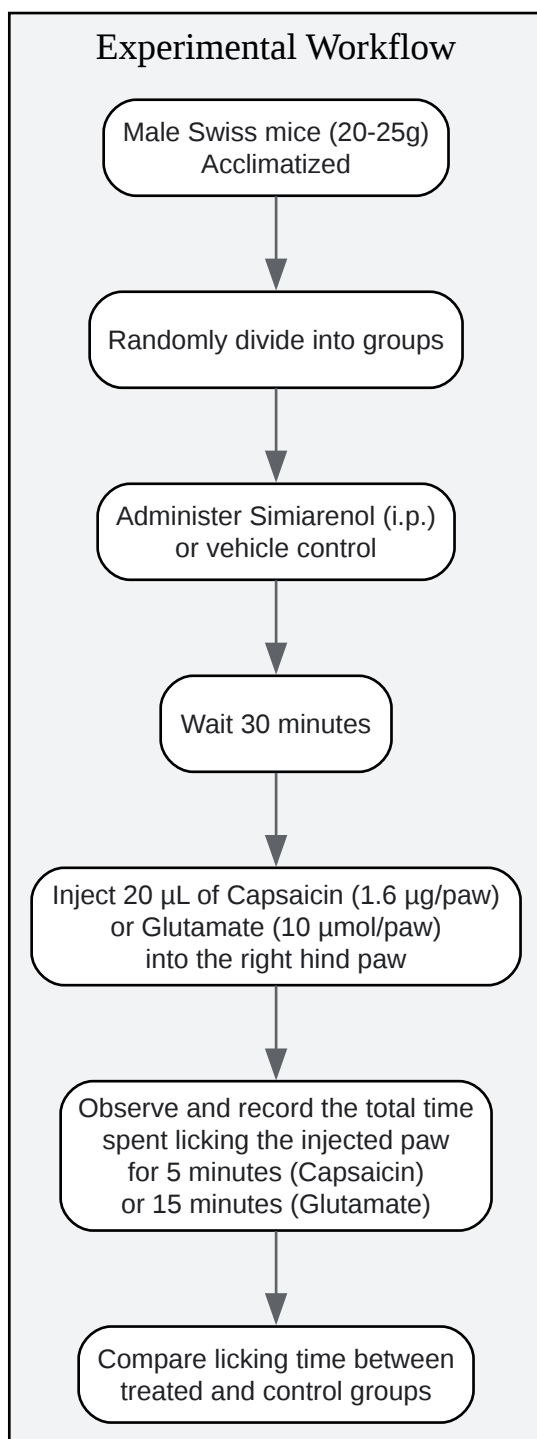 Experimental Workflow
Male Swiss mice (20-25g)
Acclimatized
Randomly divide into groups
Administer Simiarenol (i.p.)
or vehicle control
Wait 30 minutes
Inject 20 µL of Capsaicin (1.6 µg/paw)
or Glutamate (10 µmol/paw)
into the right hind paw
Observe and record the total time
spent licking the injected paw
for 5 minutes (Capsaicin)
or 15 minutes (Glutamate)
Compare licking time between
treated and control groups